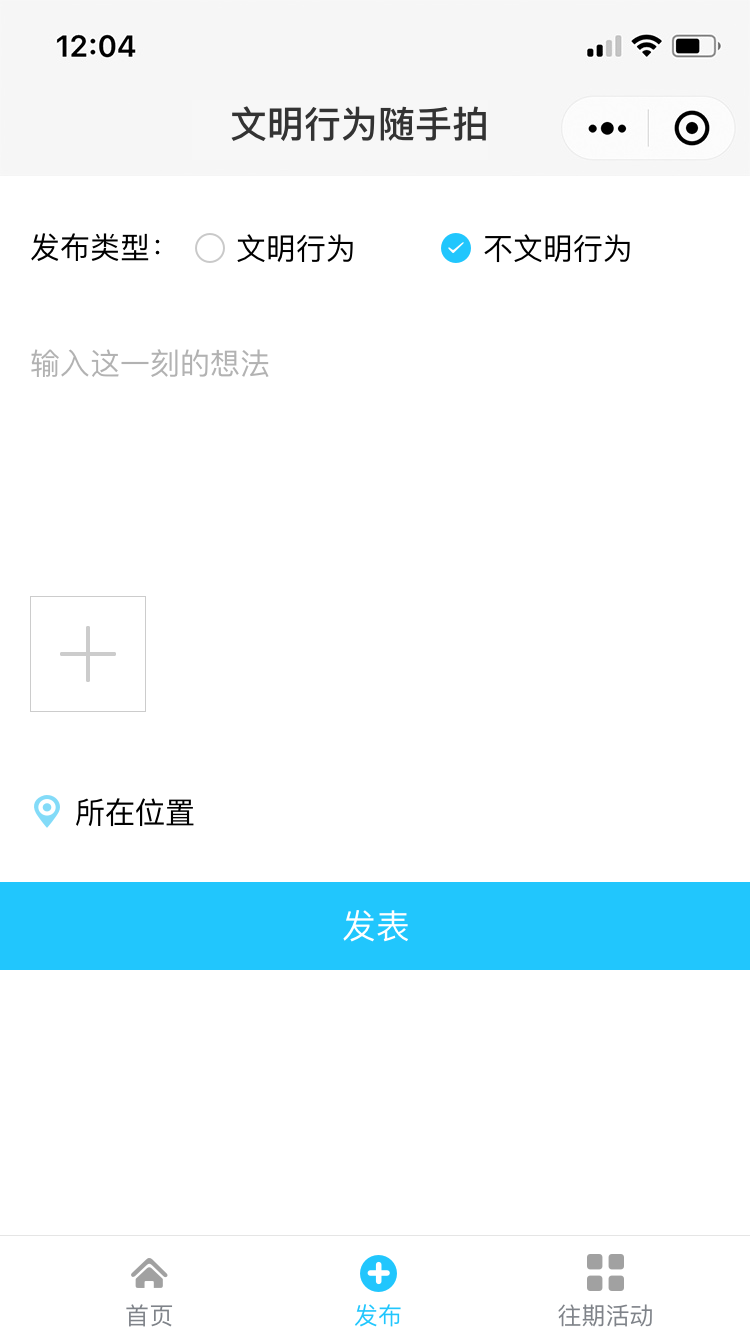 12:04
文明行为随手拍
发布类型: 文明行为 不文明行为
输入这一刻的想法
所在位置
发表
首页 发布 往期活动